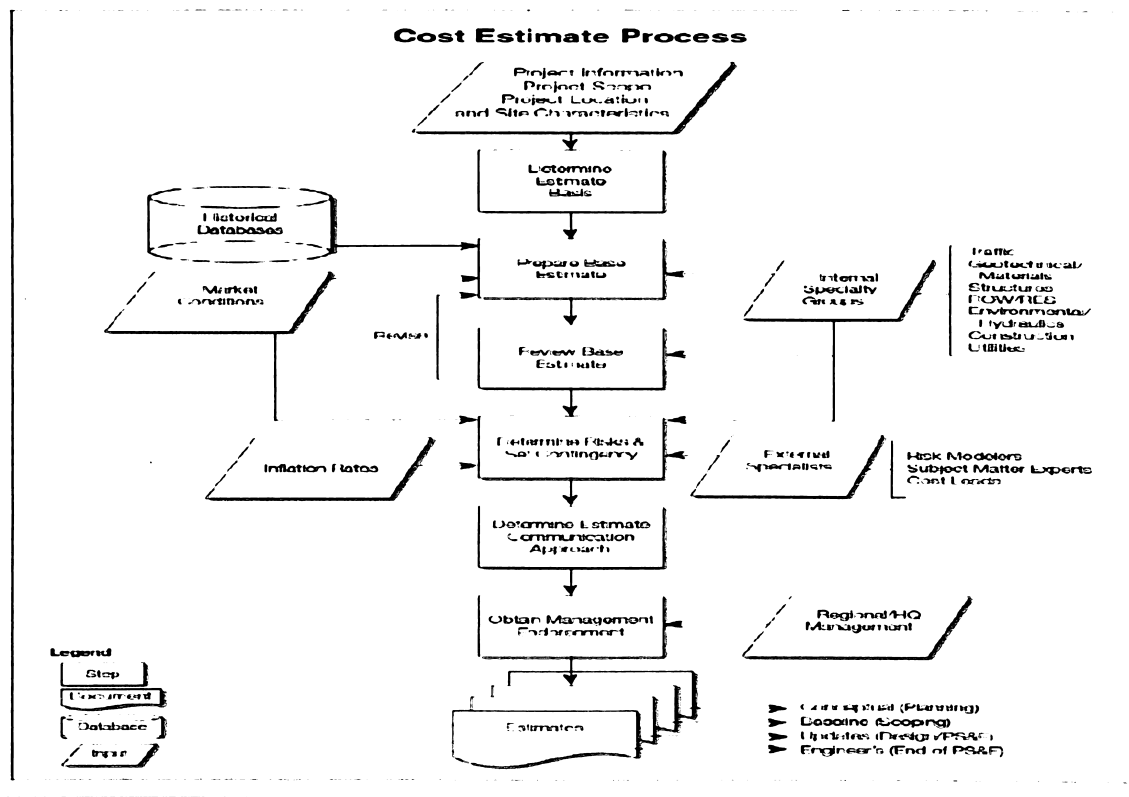 Cost Estimate Process
Project Information
Project Scope
Project Location
and Site Characteristics
Determine
Estimate
Basis
Historical
Databases
Prepare Base
Estimate
Market
Conditions
Internal
Specialty
Groups
Traffic
Geotechnical/
Materials
Structures
ROW/RES
Environmental/
Hydraulics
Construction
Utilities
Revise
Review Base
Estimate
Determine Risks &
Set Contingency
Inflation Rates
External
Specialists
Risk Modelers
Subject Matter Experts
Cost Leads
Determine Estimate
Communication
Approach
Obtain Management
Endorsement
Regional/HQ
Management
Legend
Step
Document
Database
Input
Estimates
Conceptual (Planning)
Baseline (Scoping)
Updates (Design/PS&E)
Engineer's (End of PS&E)